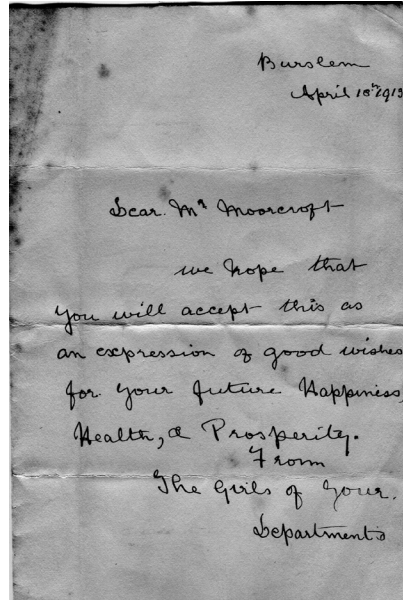 Burslem
April 10th 1913
Dear Mr Moorcroft
we hope that
you will accept this as
an expression of good wishes
for your future Happiness,
Health, & Prosperity.
From
The Girls of Your.
Departments